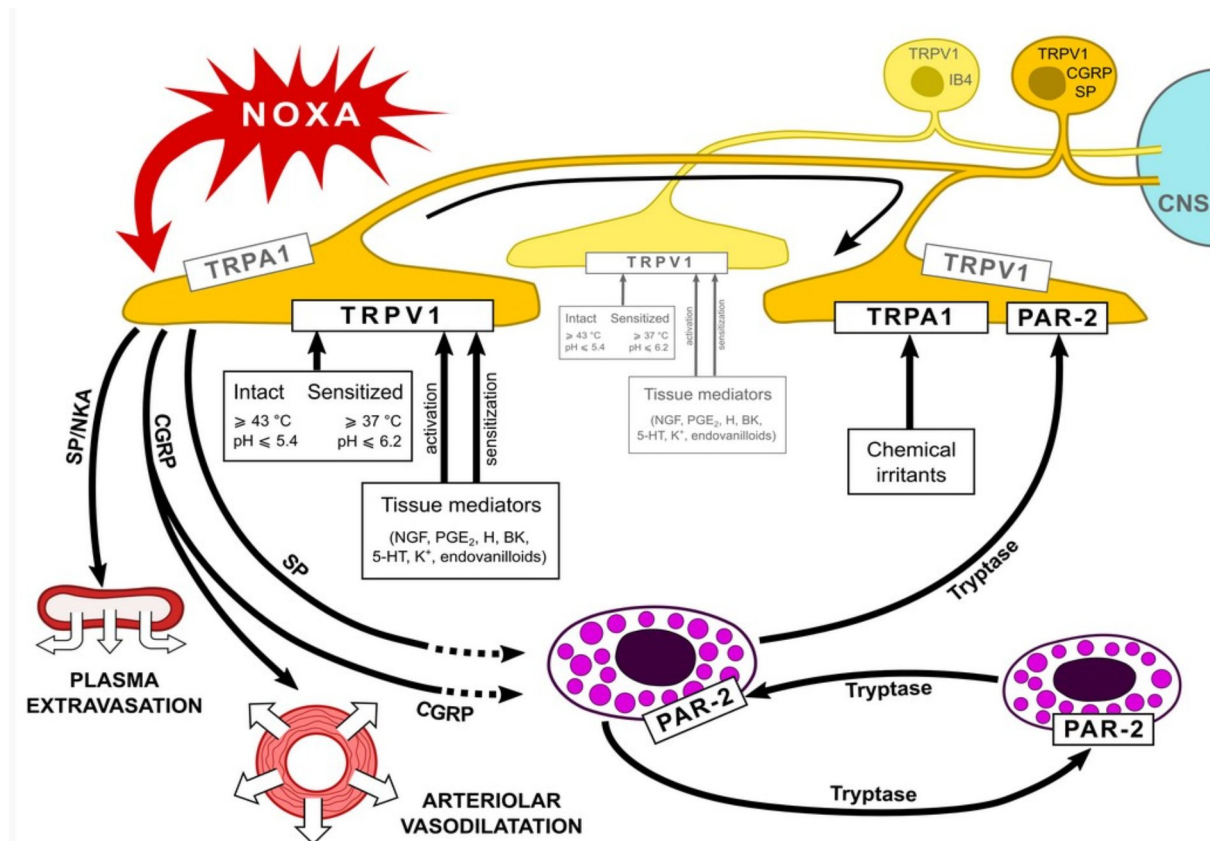 NOXA
TRPV1
IB4
TRPV1
CGRP
SP
CNS
TRPA1
TRPV1
Intact Sensitized
⩾ 43 °C ⩾ 37 °C
pH ⩽ 5.4 pH ⩽ 6.2
activation
sensitization
Tissue mediators
(NGF, PGE₂, H, BK,
5-HT, K⁺, endovanilloids)
TRPV1
Intact Sensitized
⩾ 43 °C ⩾ 37 °C
pH ⩽ 5.4 pH ⩽ 6.2
activation
sensitization
Tissue mediators
(NGF, PGE₂, H, BK,
5-HT, K⁺, endovanilloids)
TRPV1
TRPA1
PAR-2
Chemical
irritants
SP/NKA
CGRP
SP
CGRP
PLASMA
EXTRAVASATION
ARTERIOLAR
VASODILATATION
Tryptase
PAR-2
Tryptase
PAR-2
Tryptase